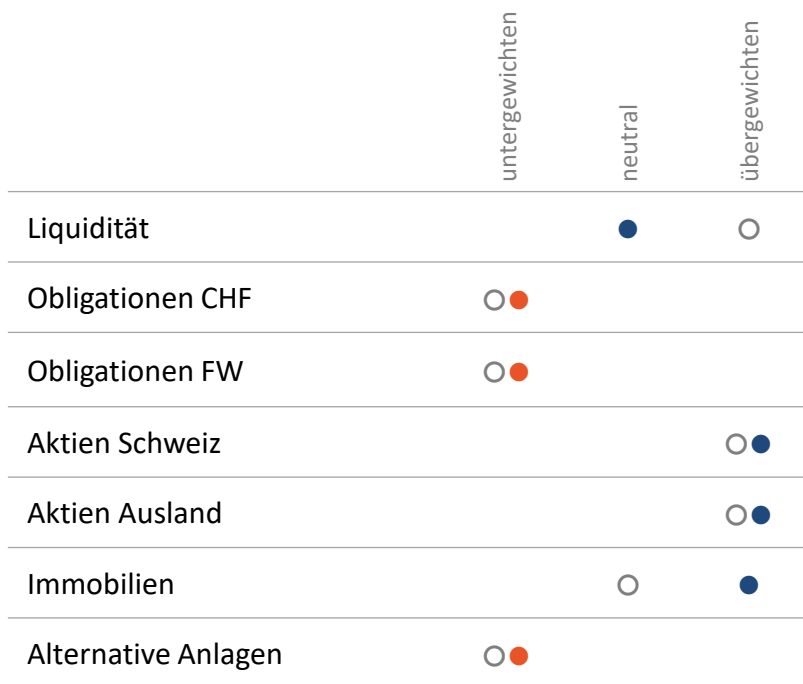 untergewichten
neutral
übergewichten
Liquidität
Obligationen CHF
Obligationen FW
Aktien Schweiz
Aktien Ausland
Immobilien
Alternative Anlagen